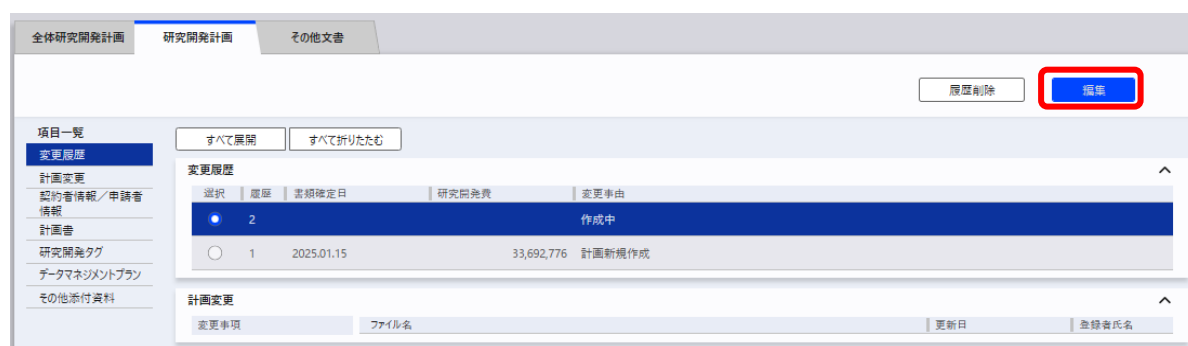 全体研究開発計画 研究開発計画 その他文書
履歴削除 編集
項目一覧
変更履歴
計画変更
契約者情報／申請者
情報
計画書
研究開発タグ
データマネジメントプラン
その他添付資料
すべて展開 すべて折りたたむ
変更履歴
選択 履歴 書類確定日 研究開発費 変更事由
2 作成中
1 2025.01.15 33,692,776 計画新規作成
計画変更
変更事項 ファイル名 更新日 登録者氏名